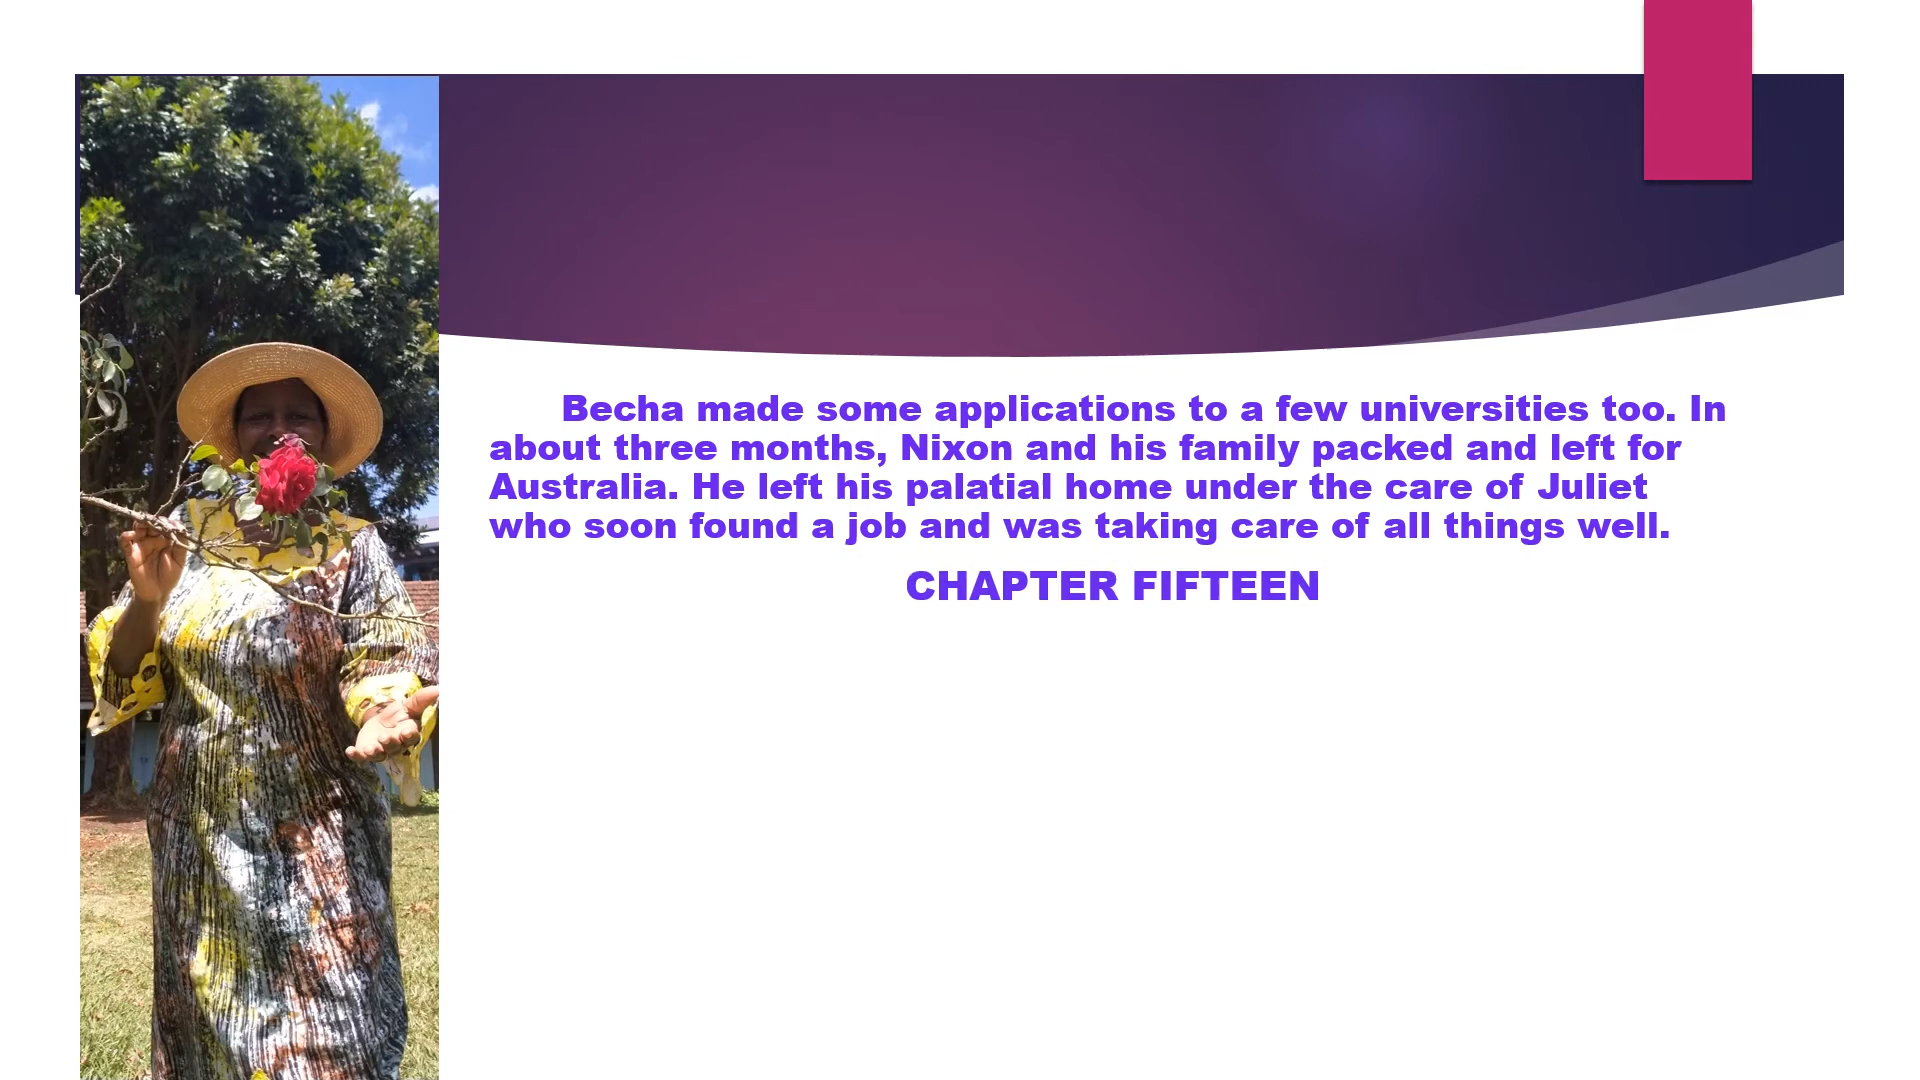 Becha made some applications to a few universities too. In
about three months, Nixon and his family packed and left for
Australia. He left his palatial home under the care of Juliet
who soon found a job and was taking care of all things well.
CHAPTER FIFTEEN